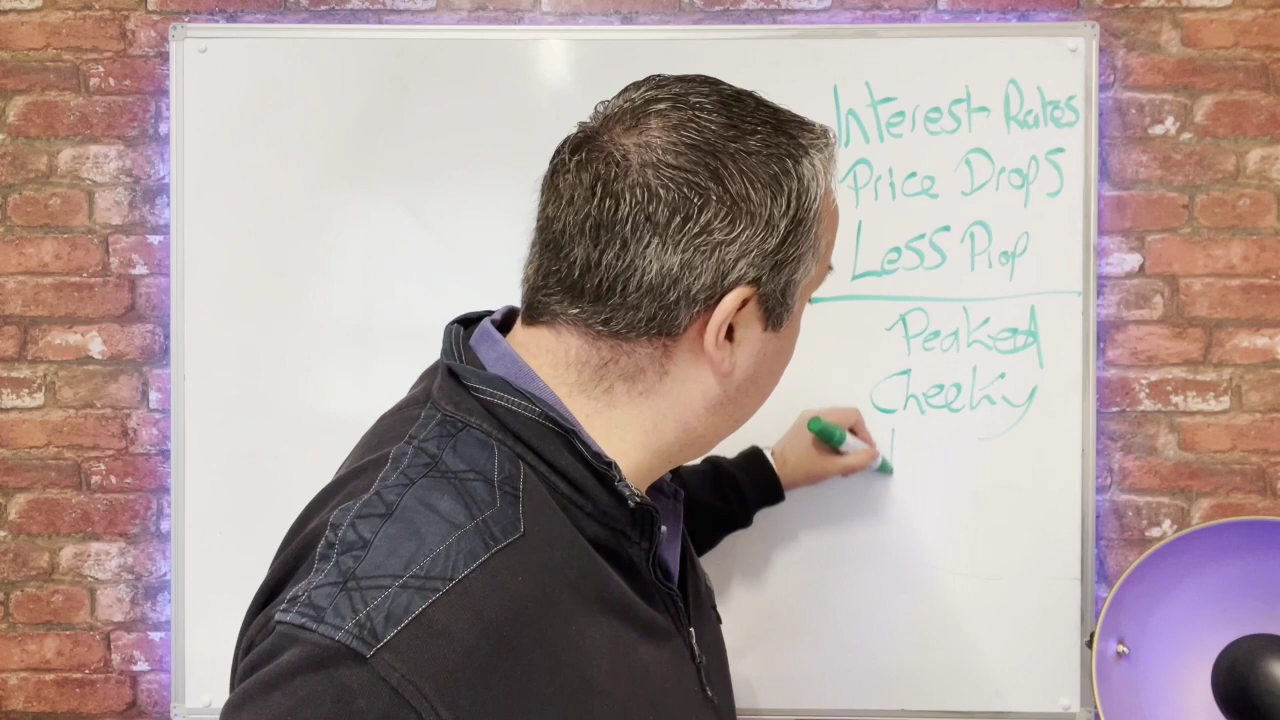 Interest Rates
Price Drops
Less Prop
Peaked
Cheeky